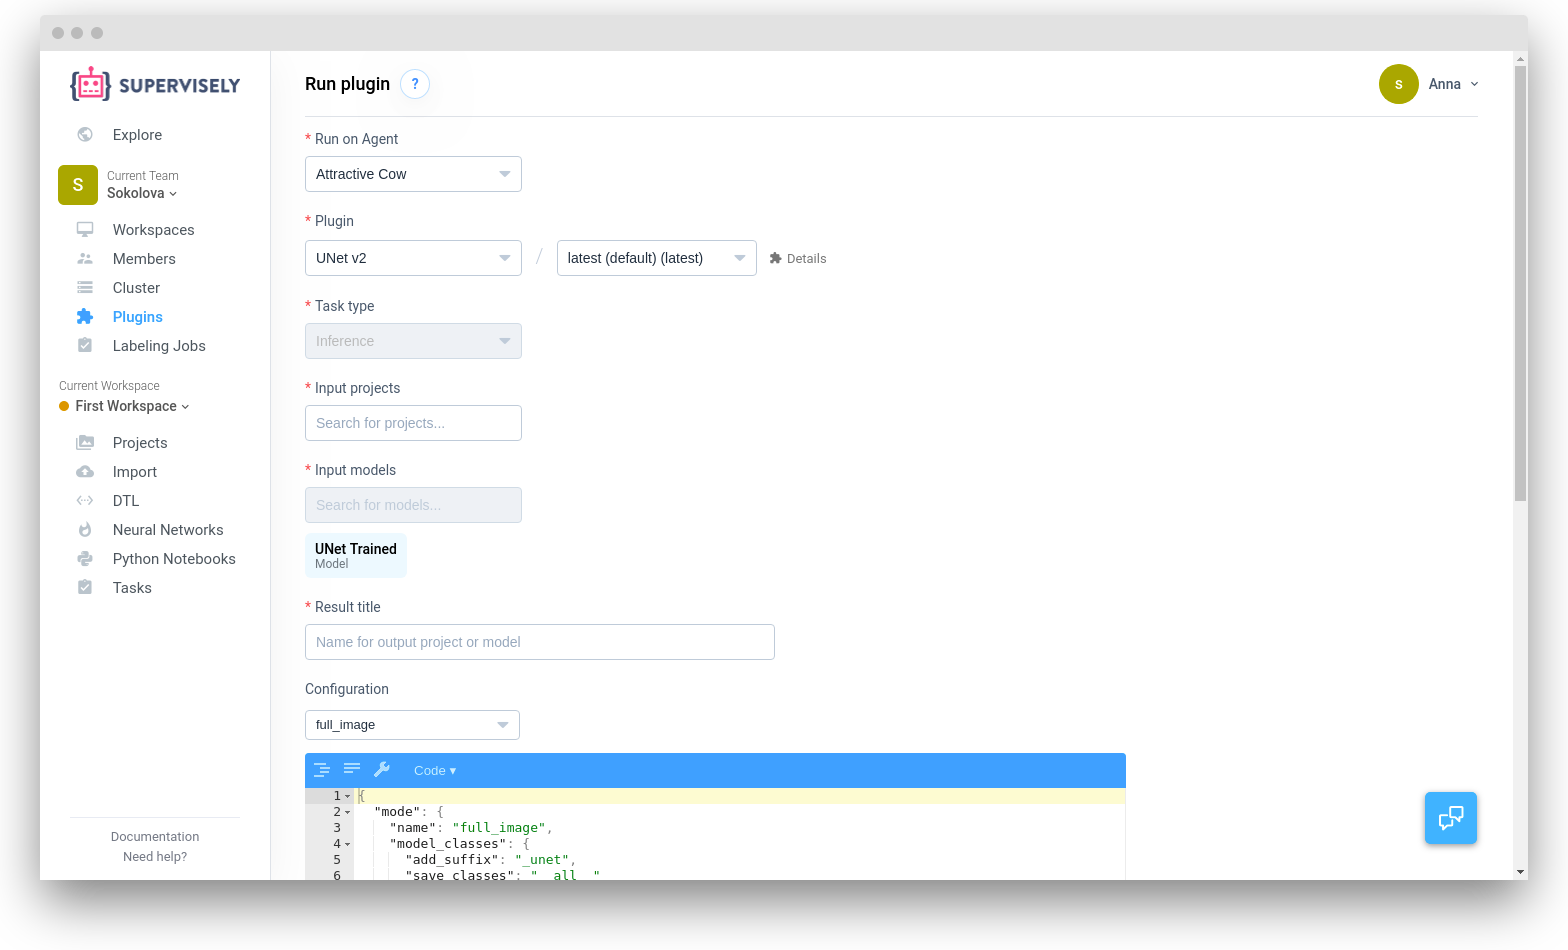 SUPERVISELY
Explore
S
Current Team
Sokolova
Workspaces
Members
Cluster
Plugins
Labeling Jobs
Current Workspace
First Workspace
Projects
Import
DTL
Neural Networks
Python Notebooks
Tasks
Documentation
Need help?
Run plugin ?
S Anna
* Run on Agent
Attractive Cow
* Plugin
UNet v2 / latest (default) (latest) Details
* Task type
Inference
* Input projects
Search for projects...
* Input models
Search for models...
UNet Trained
Model
* Result title
Name for output project or model
Configuration
full_image
Code ▾
1 {
2 "mode": {
3 "name": "full_image",
4 "model_classes": {
5 "add_suffix": "_unet",
6 "save_classes": "__all__"